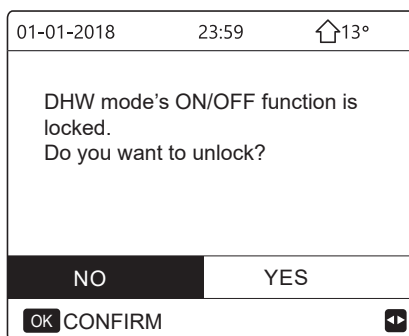 01-01-2018 23:59 13°
DHW mode's ON/OFF function is
locked.
Do you want to unlock?
NO YES
OK CONFIRM